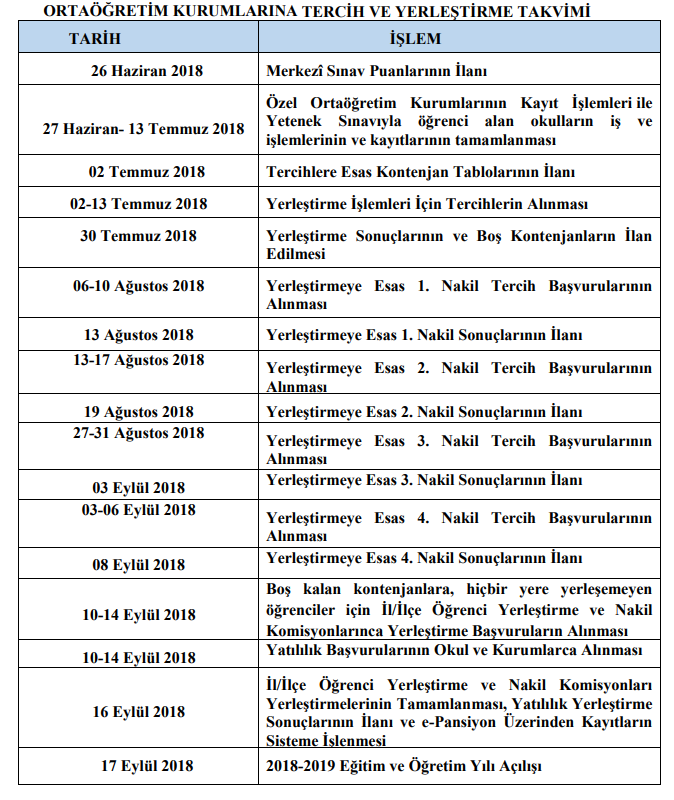 ORTAÖĞRETİM KURUMLARINA TERCİH VE YERLEŞTİRME TAKVİMİ
TARİH İŞLEM
26 Haziran 2018 Merkezî Sınav Puanlarının İlanı
Özel Ortaöğretim Kurumlarının Kayıt İşlemleri ile
27 Haziran- 13 Temmuz 2018 Yetenek Sınavıyla öğrenci alan okulların iş ve
işlemlerinin ve kayıtlarının tamamlanması
02 Temmuz 2018 Tercihlere Esas Kontenjan Tablolarının İlanı
02-13 Temmuz 2018 Yerleştirme İşlemleri İçin Tercihlerin Alınması
30 Temmuz 2018 Yerleştirme Sonuçlarının ve Boş Kontenjanların İlan
Edilmesi
06-10 Ağustos 2018 Yerleştirmeye Esas 1. Nakil Tercih Başvurularının
Alınması
13 Ağustos 2018 Yerleştirmeye Esas 1. Nakil Sonuçlarının İlanı
13-17 Ağustos 2018 Yerleştirmeye Esas 2. Nakil Tercih Başvurularının
Alınması
19 Ağustos 2018 Yerleştirmeye Esas 2. Nakil Sonuçlarının İlanı
27-31 Ağustos 2018 Yerleştirmeye Esas 3. Nakil Tercih Başvurularının
Alınması
03 Eylül 2018 Yerleştirmeye Esas 3. Nakil Sonuçlarının İlanı
03-06 Eylül 2018 Yerleştirmeye Esas 4. Nakil Tercih Başvurularının
Alınması
08 Eylül 2018 Yerleştirmeye Esas 4. Nakil Sonuçlarının İlanı
Boş kalan kontenjanlara, hiçbir yere yerleşemeyen
10-14 Eylül 2018 öğrenciler için İl/İlçe Öğrenci Yerleştirme ve Nakil
Komisyonlarınca Yerleştirme Başvuruların Alınması
10-14 Eylül 2018 Yatılılık Başvurularının Okul ve Kurumlarca Alınması
İl/İlçe Öğrenci Yerleştirme ve Nakil Komisyonları
16 Eylül 2018 Yerleştirmelerinin Tamamlanması, Yatılılık Yerleştirme
Sonuçlarının İlanı ve e-Pansiyon Üzerinden Kayıtların
Sisteme İşlenmesi
17 Eylül 2018 2018-2019 Eğitim ve Öğretim Yılı Açılışı